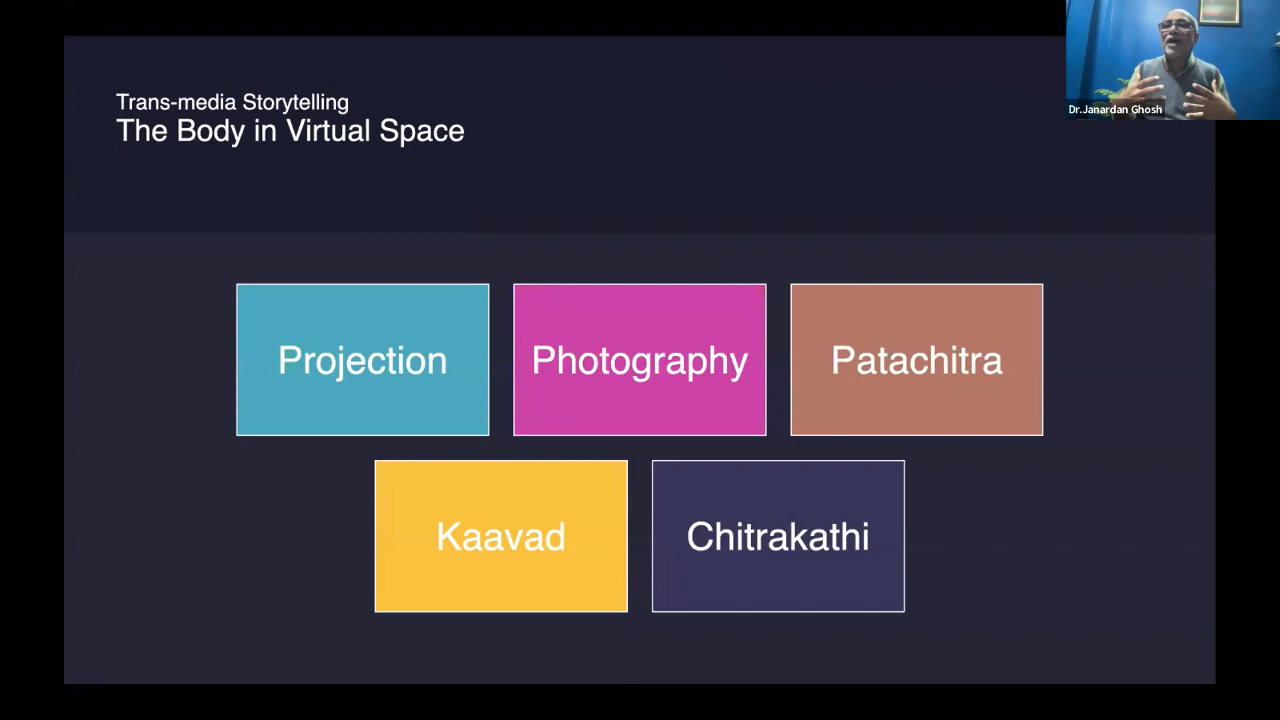 Trans-media Storytelling
The Body in Virtual Space
Dr.Janardan Ghosh
Projection
Photography
Patachitra
Kaavad
Chitrakathi